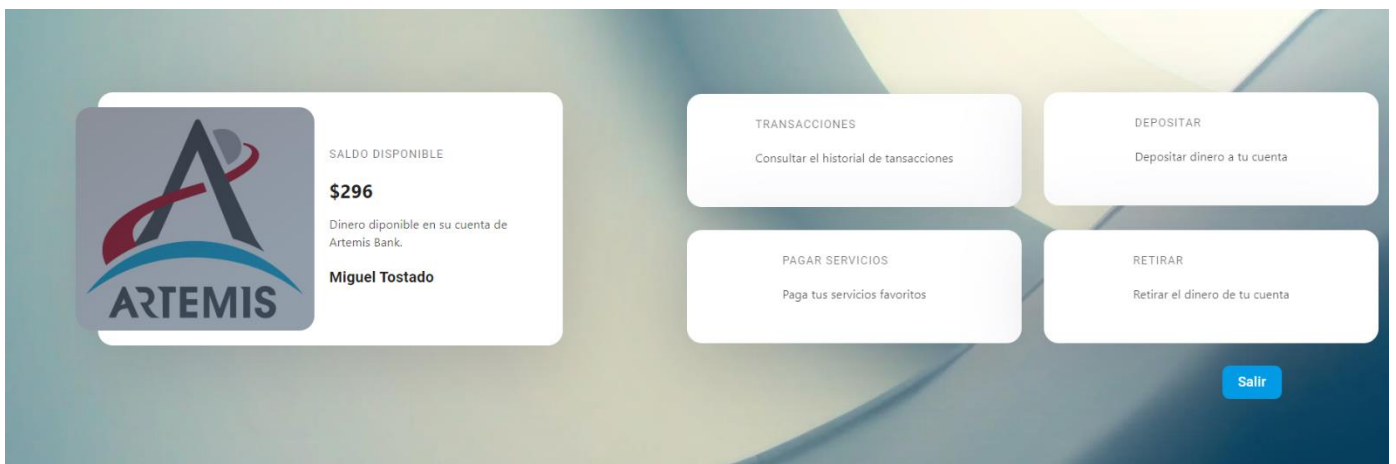 ARTEMIS
SALDO DISPONIBLE
$296
Dinero diponible en su cuenta de
Artemis Bank.
Miguel Tostado
TRANSACCIONES
Consultar el historial de tansacciones
DEPOSITAR
Depositar dinero a tu cuenta
PAGAR SERVICIOS
Paga tus servicios favoritos
RETIRAR
Retirar el dinero de tu cuenta
Salir